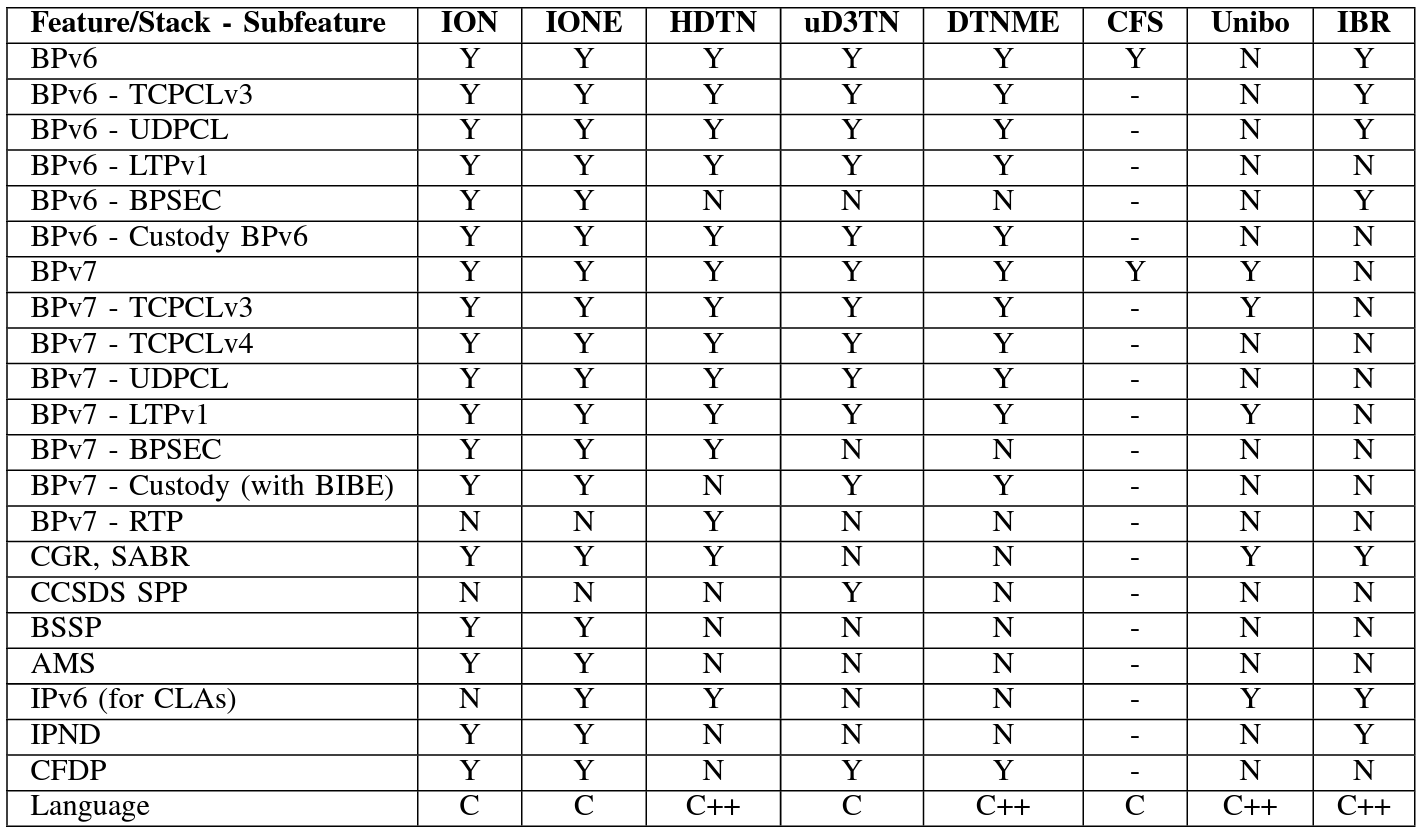 Feature/Stack - Subfeature ION IONE HDTN uD3TN DTNME CFS Unibo IBR
BPv6 Y Y Y Y Y Y N Y
BPv6 - TCPCLv3 Y Y Y Y Y - N Y
BPv6 - UDPCL Y Y Y Y Y - N Y
BPv6 - LTPv1 Y Y Y Y Y - N N
BPv6 - BPSEC Y Y N N N - N Y
BPv6 - Custody BPv6 Y Y Y Y Y - N N
BPv7 Y Y Y Y Y Y Y N
BPv7 - TCPCLv3 Y Y Y Y Y - Y N
BPv7 - TCPCLv4 Y Y Y Y Y - N N
BPv7 - UDPCL Y Y Y Y Y - N N
BPv7 - LTPv1 Y Y Y Y Y - Y N
BPv7 - BPSEC Y Y Y N N - N N
BPv7 - Custody (with BIBE) Y Y N Y Y - N N
BPv7 - RTP N N Y N N - N N
CGR, SABR Y Y Y N N - Y Y
CCSDS SPP N N N Y N - N N
BSSP Y Y N N N - N N
AMS Y Y N N N - N N
IPv6 (for CLAs) N Y Y N N - Y Y
IPND Y Y N N N - N Y
CFDP Y Y N Y Y - N N
Language C C C++ C C++ C C++ C++